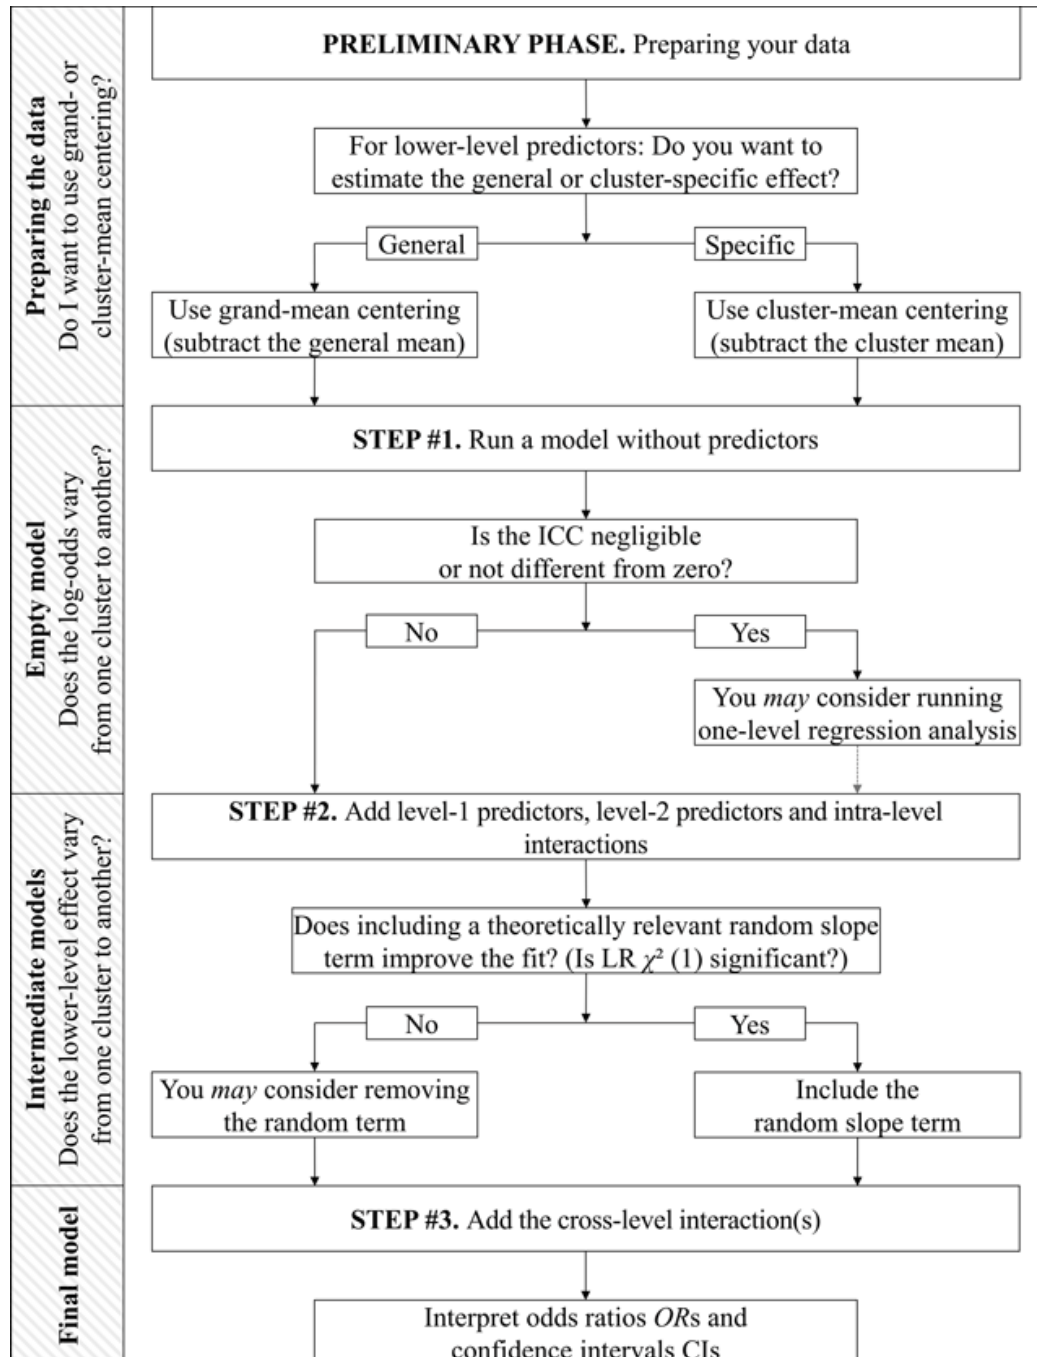 PRELIMINARY PHASE. Preparing your data
Preparing the data
Do I want to use grand- or
cluster-mean centering?
For lower-level predictors: Do you want to
estimate the general or cluster-specific effect?
General
Specific
Use grand-mean centering
(subtract the general mean)
Use cluster-mean centering
(subtract the cluster mean)
Empty model
Does the log-odds vary
from one cluster to another?
STEP #1. Run a model without predictors
Is the ICC negligible
or not different from zero?
No
Yes
You may consider running
one-level regression analysis
Intermediate models
Does the lower-level effect vary
from one cluster to another?
STEP #2. Add level-1 predictors, level-2 predictors and intra-level
interactions
Does including a theoretically relevant random slope
term improve the fit? (Is LR χ² (1) significant?)
No
Yes
You may consider removing
the random term
Include the
random slope term
Final model
STEP #3. Add the cross-level interaction(s)
Interpret odds ratios ORs and
confidence intervals CIs